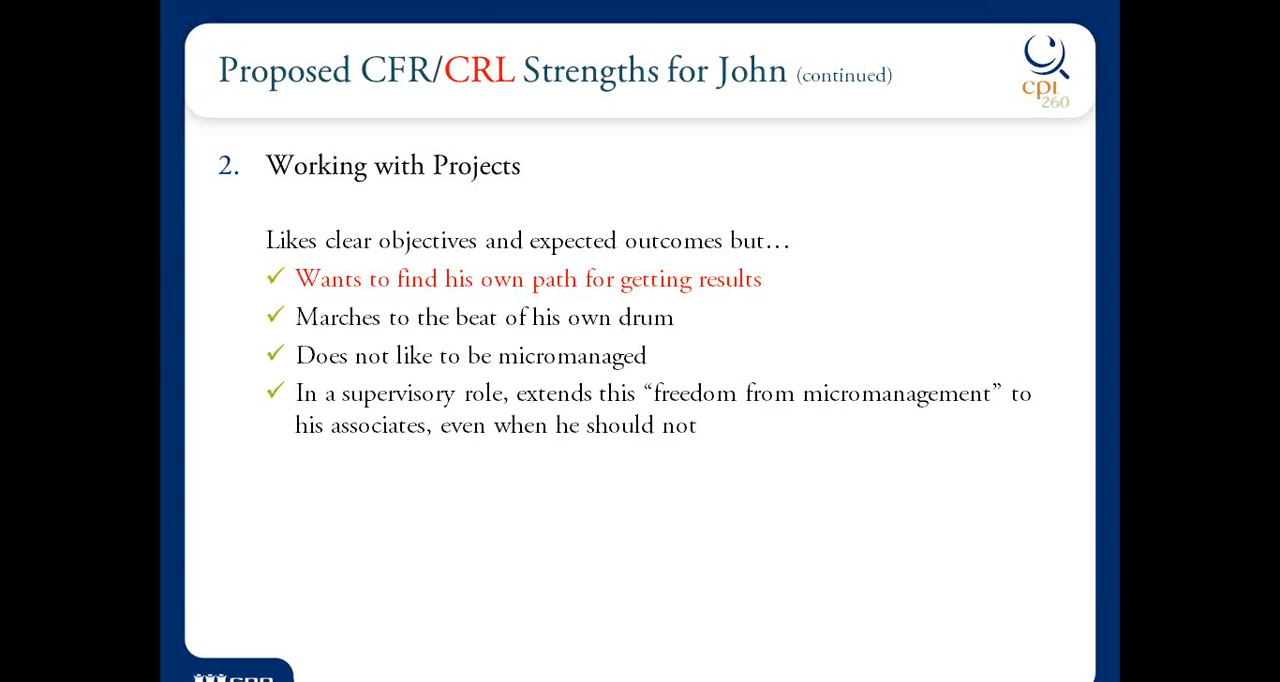 Proposed CFR/CRL Strengths for John (continued)
cpi
260
2. Working with Projects
Likes clear objectives and expected outcomes but…
✓ Wants to find his own path for getting results
✓ Marches to the beat of his own drum
✓ Does not like to be micromanaged
✓ In a supervisory role, extends this “freedom from micromanagement” to
his associates, even when he should not